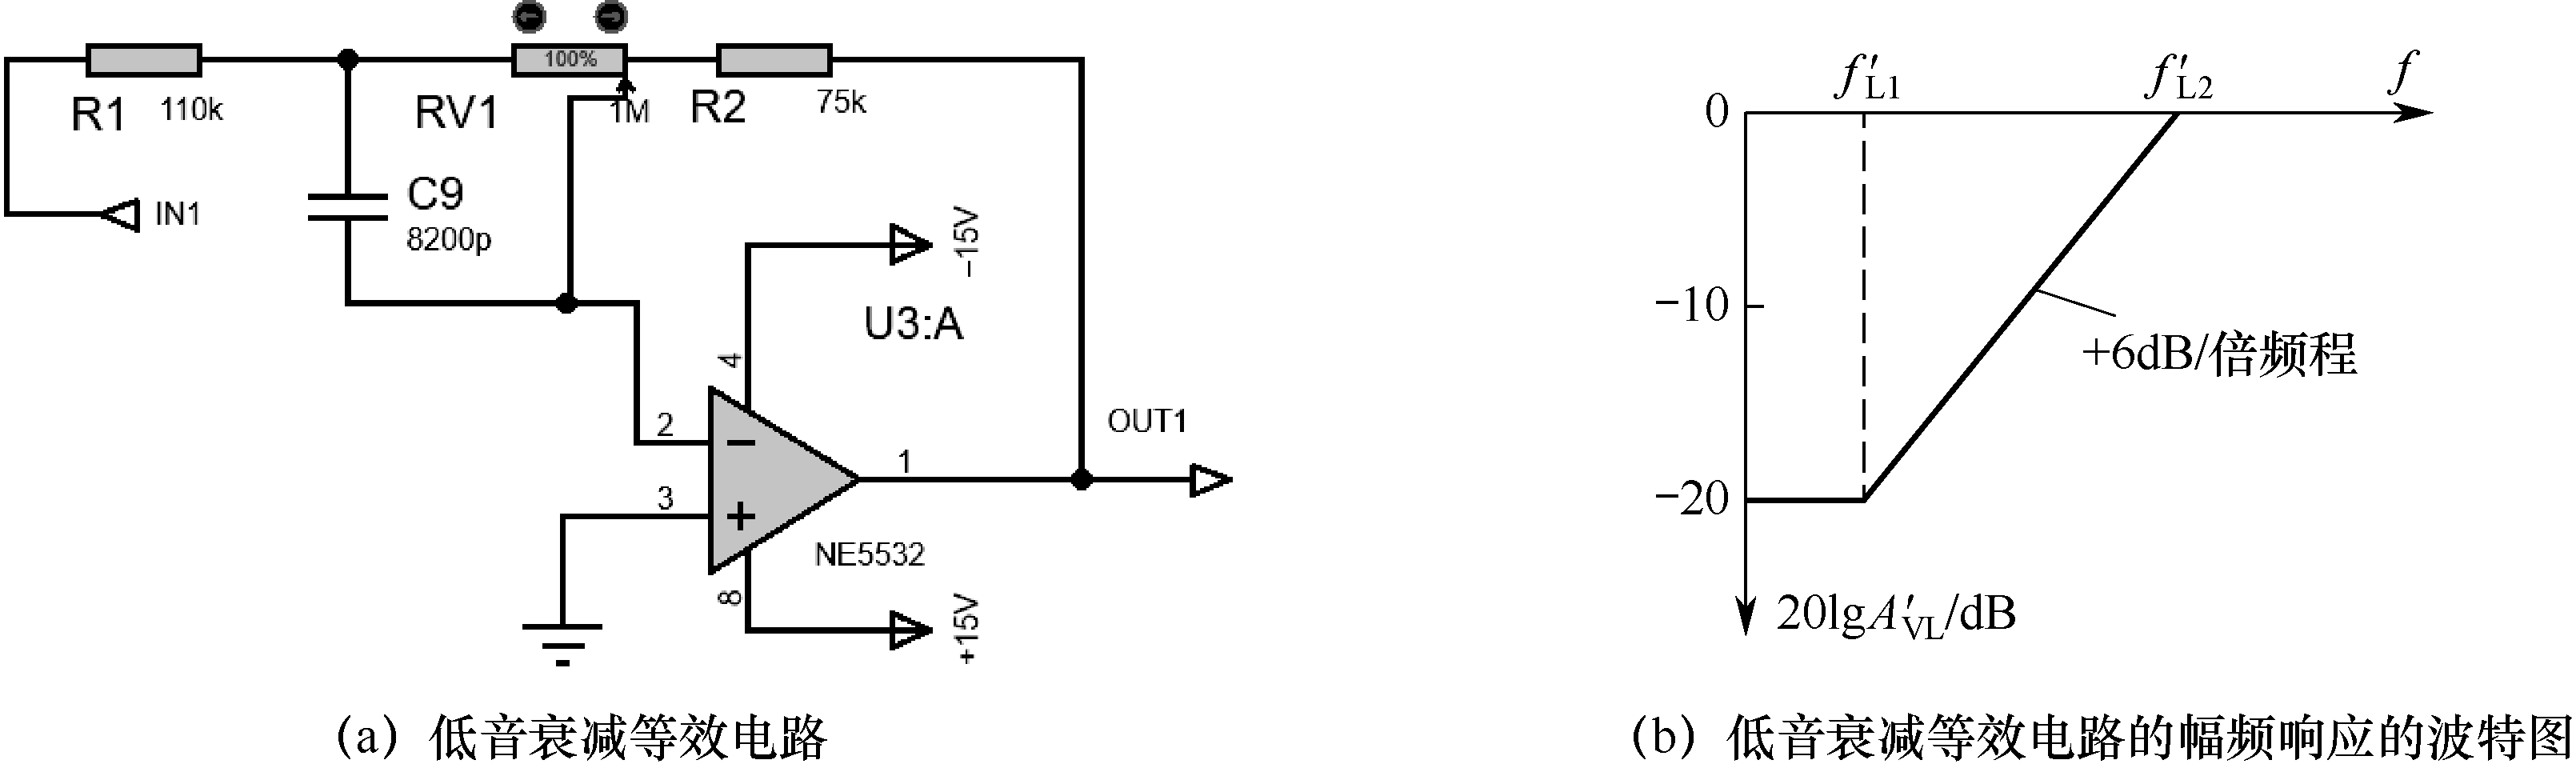 100%
R1
110k
RV1
1M
R2
75k
IN1
C9
8200p
−15V
U3:A
4
2
1
OUT1
3
NE5532
8
+15V
(a) 低音衰减等效电路
f′L1
f′L2
f
0
−10
+6dB/倍频程
−20
20lgA′VL/dB
(b) 低音衰减等效电路的幅频响应的波特图